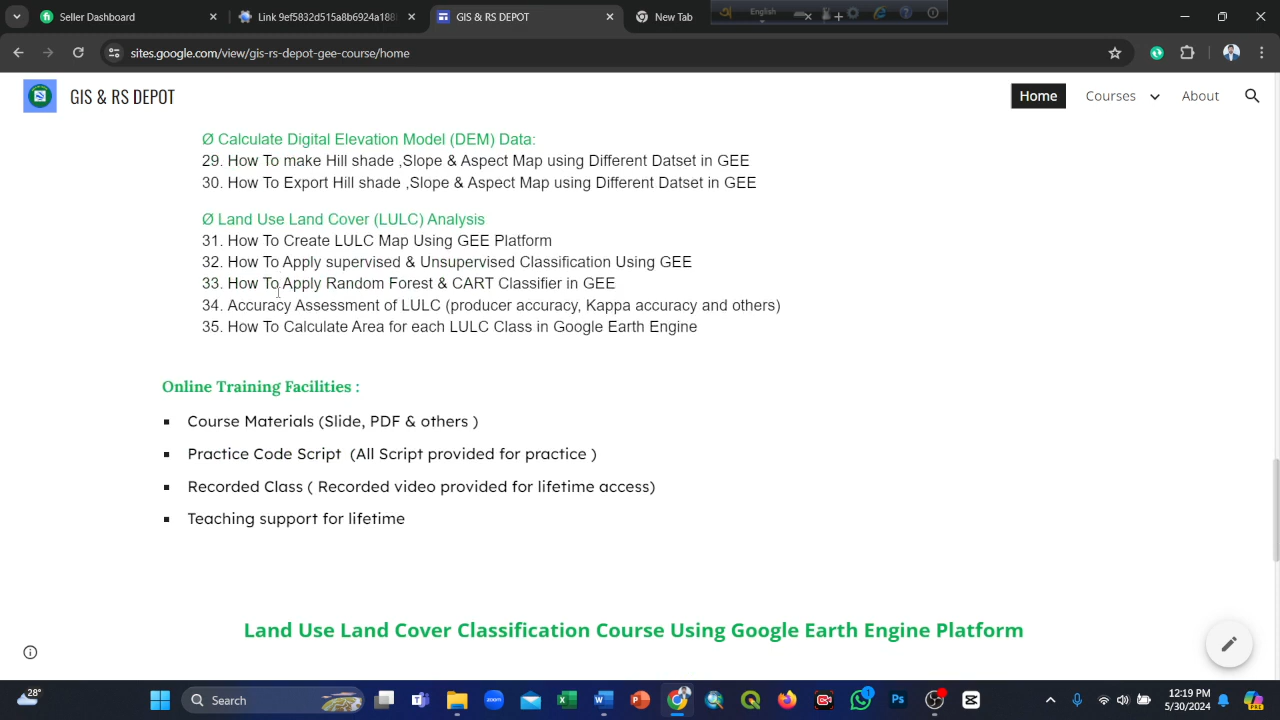 Seller Dashboard
Link 9ef5832d515a8b6924a188
GIS & RS DEPOT
New Tab
English
sites.google.com/view/gis-rs-depot-gee-course/home
GIS & RS DEPOT
Home
Courses
About
Ø Calculate Digital Elevation Model (DEM) Data:
29. How To make Hill shade ,Slope & Aspect Map using Different Datset in GEE
30. How To Export Hill shade ,Slope & Aspect Map using Different Datset in GEE
Ø Land Use Land Cover (LULC) Analysis
31. How To Create LULC Map Using GEE Platform
32. How To Apply supervised & Unsupervised Classification Using GEE
33. How To Apply Random Forest & CART Classifier in GEE
34. Accuracy Assessment of LULC (producer accuracy, Kappa accuracy and others)
35. How To Calculate Area for each LULC Class in Google Earth Engine
Online Training Facilities :
▪ Course Materials (Slide, PDF & others )
▪ Practice Code Script (All Script provided for practice )
▪ Recorded Class ( Recorded video provided for lifetime access)
▪ Teaching support for lifetime
Land Use Land Cover Classification Course Using Google Earth Engine Platform
28°
Search
12:19 PM
5/30/2024